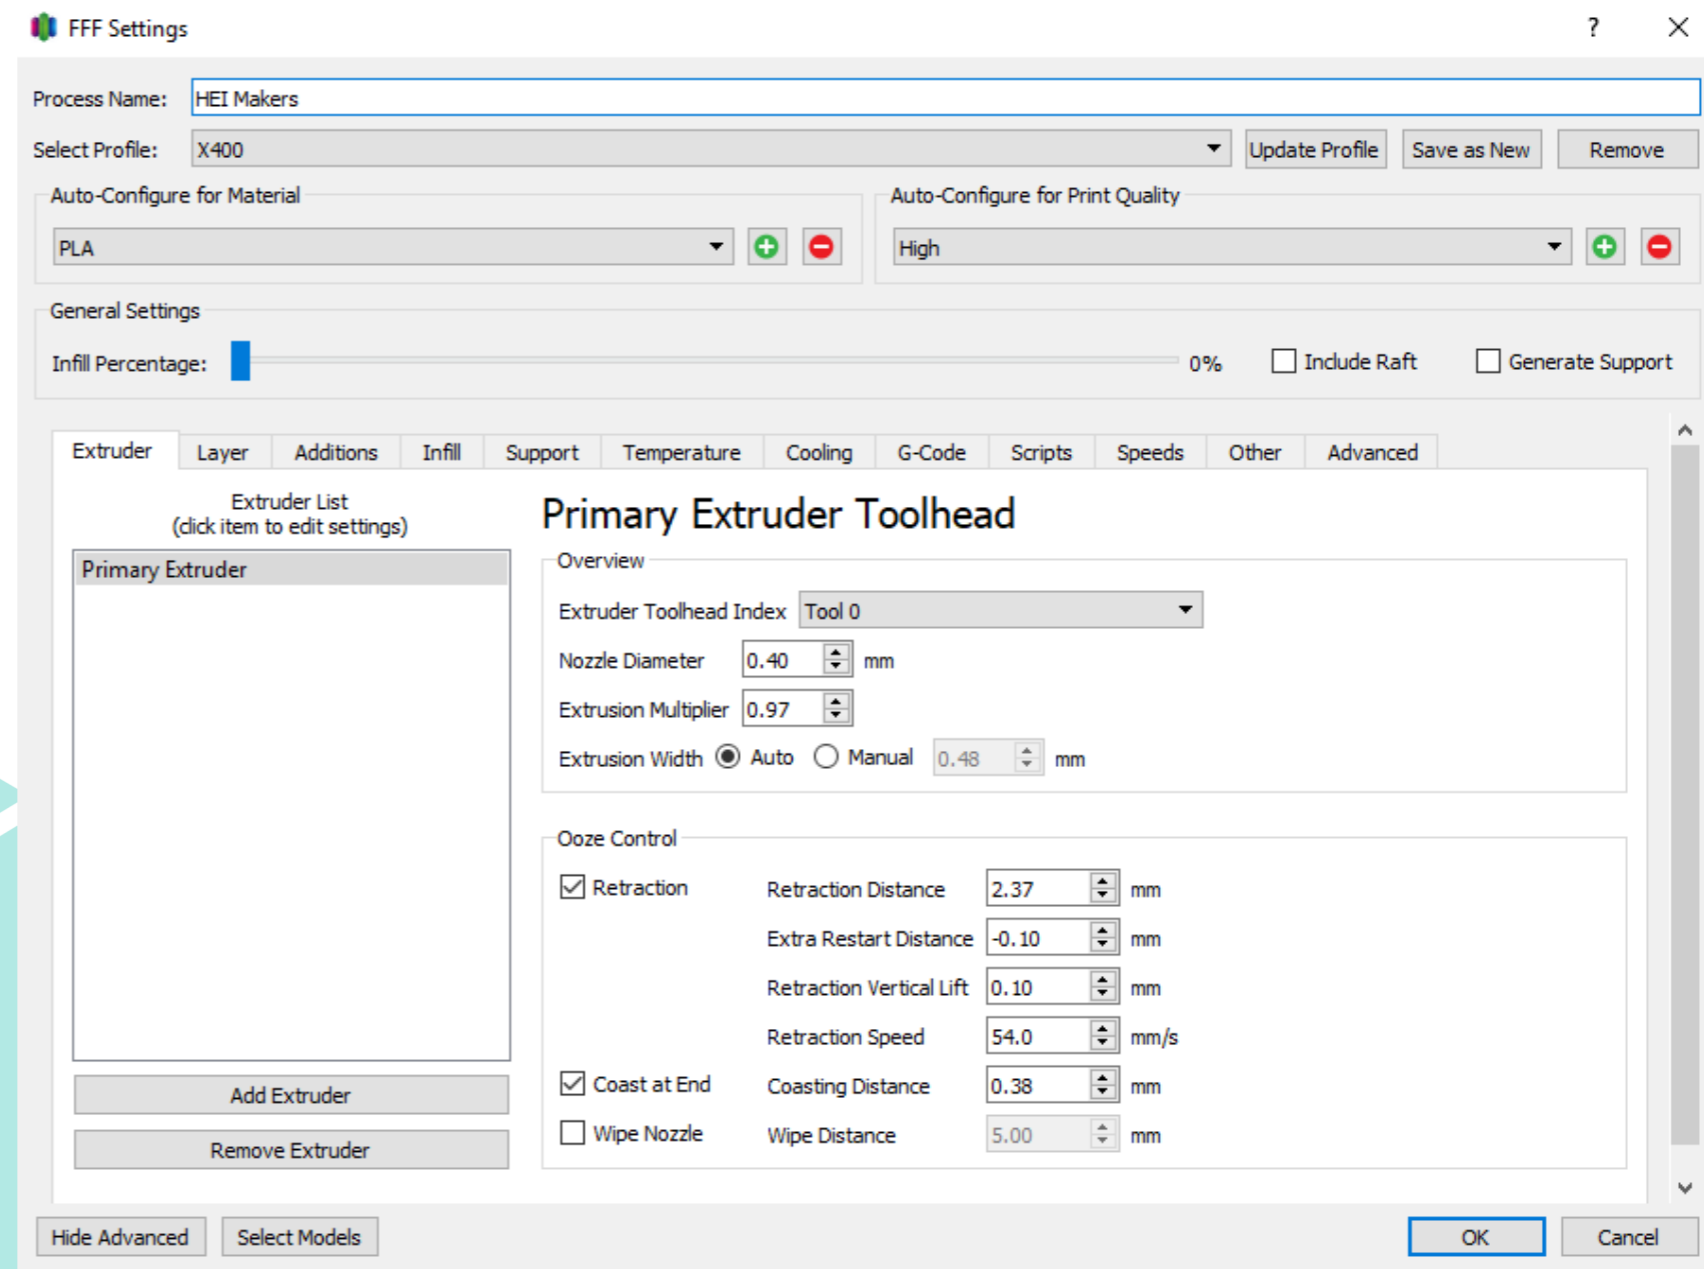 FFF Settings ?
Process Name: HEI Makers
Select Profile: X400 Update Profile Save as New Remove
Auto-Configure for Material Auto-Configure for Print Quality
PLA High
General Settings
Infill Percentage: 0% Include Raft Generate Support
Extruder Layer Additions Infill Support Temperature Cooling G-Code Scripts Speeds Other Advanced
Extruder List
(click item to edit settings)
Primary Extruder
Add Extruder
Remove Extruder
Primary Extruder Toolhead
Overview
Extruder Toolhead Index Tool 0
Nozzle Diameter 0.40 mm
Extrusion Multiplier 0.97
Extrusion Width Auto Manual 0.48 mm
Ooze Control
Retraction Retraction Distance 2.37 mm
Extra Restart Distance -0.10 mm
Retraction Vertical Lift 0.10 mm
Retraction Speed 54.0 mm/s
Coast at End Coasting Distance 0.38 mm
Wipe Nozzle Wipe Distance 5.00 mm
Hide Advanced Select Models OK Cancel